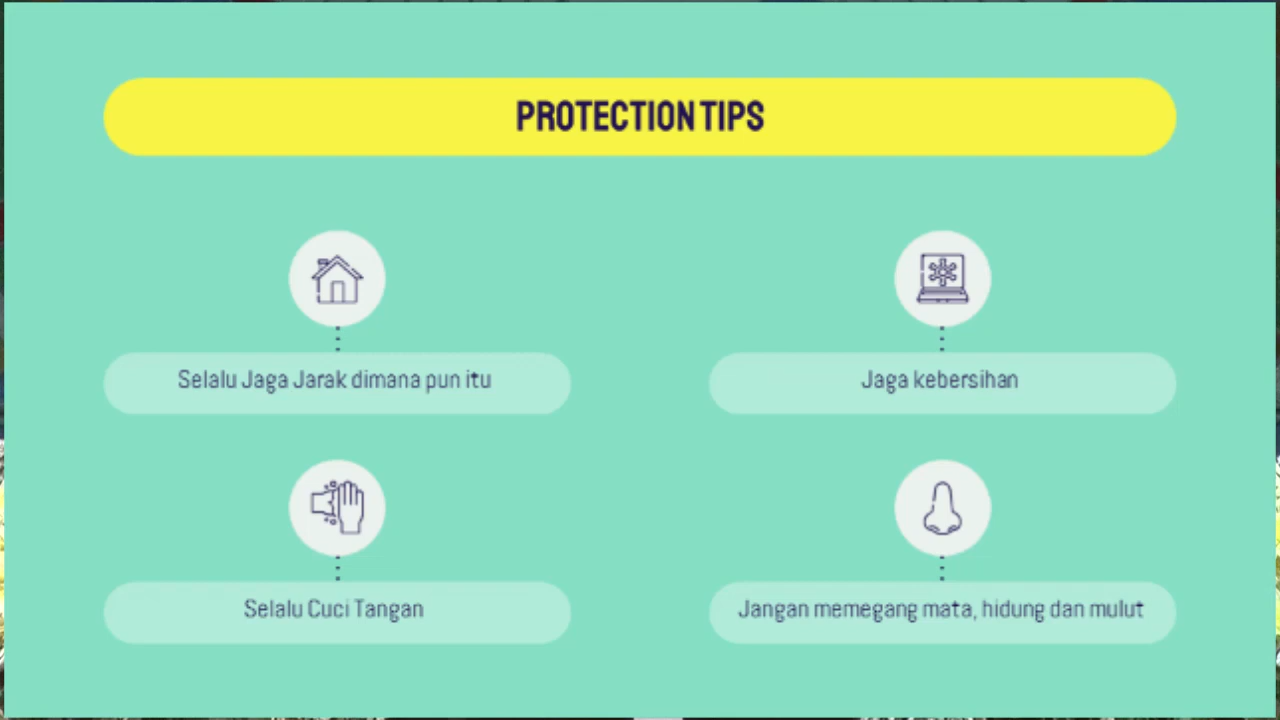 PROTECTION TIPS
Selalu Jaga Jarak dimana pun itu
Jaga kebersihan
Selalu Cuci Tangan
Jangan memegang mata, hidung dan mulut